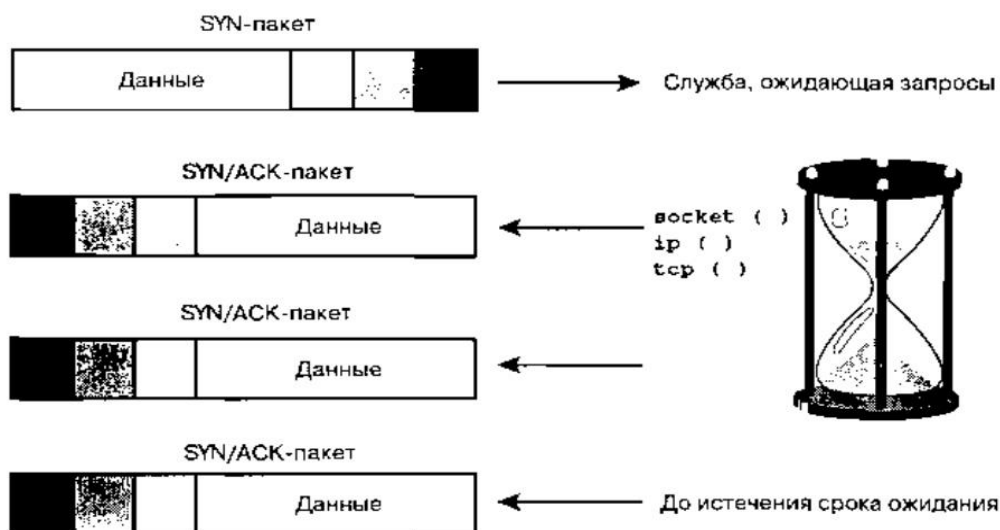 SYN-пакет
Данные
Служба, ожидающая запросы
SYN/ACK-пакет
Данные
socket ( )
ip ( )
tcp ( )
SYN/ACK-пакет
Данные
SYN/ACK-пакет
Данные
До истечения срока ожидания